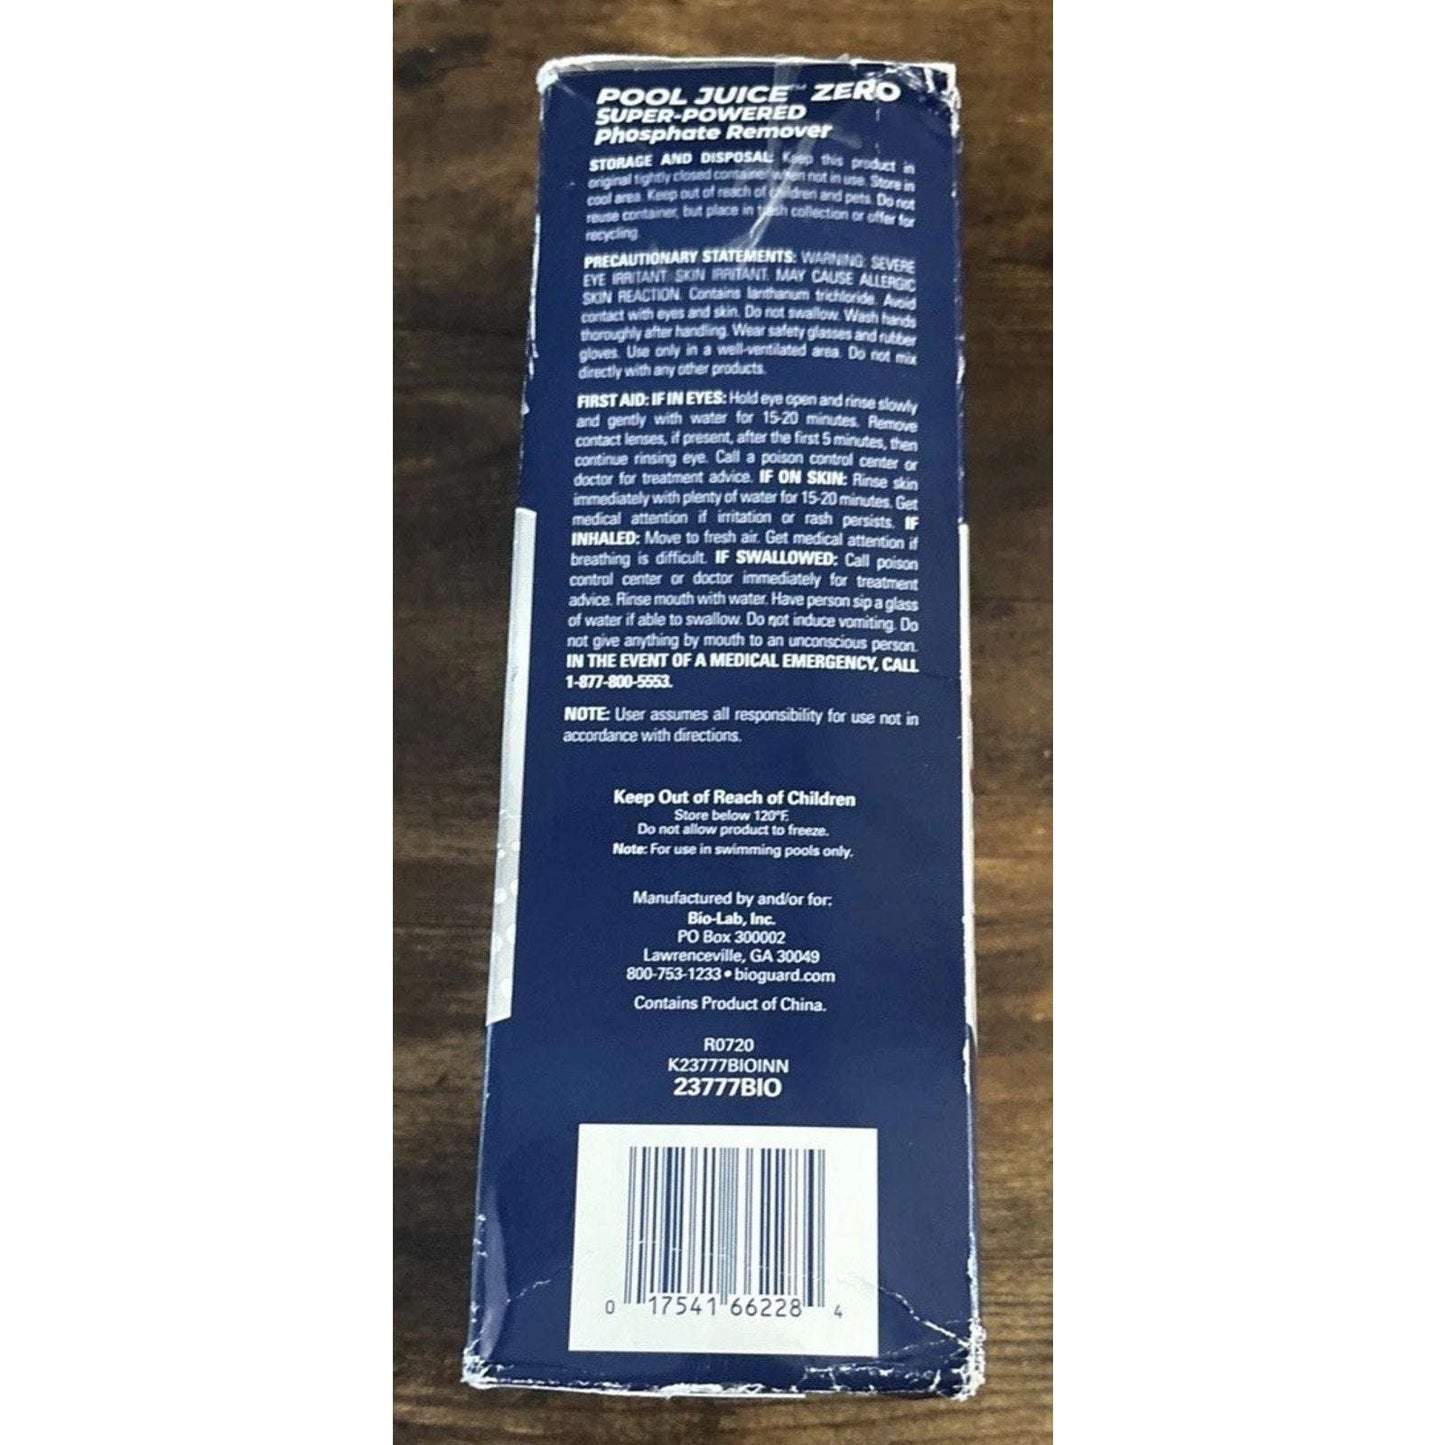 POOL JUICE™ ZERO
SUPER-POWERED
Phosphate Remover
STORAGE AND DISPOSAL: Keep this product in
original tightly closed container when not in use. Store in
cool area. Keep out of reach of children and pets. Do not
reuse container, but place in trash collection or offer for
recycling.
PRECAUTIONARY STATEMENTS: WARNING: SEVERE
EYE IRRITANT. SKIN IRRITANT. MAY CAUSE ALLERGIC
SKIN REACTION. Contains lanthanum trichloride. Avoid
contact with eyes and skin. Do not swallow. Wash hands
thoroughly after handling. Wear safety glasses and rubber
gloves. Use only in a well-ventilated area. Do not mix
directly with any other products.
FIRST AID: IF IN EYES: Hold eye open and rinse slowly
and gently with water for 15-20 minutes. Remove
contact lenses, if present, after the first 5 minutes, then
continue rinsing eye. Call a poison control center or
doctor for treatment advice. IF ON SKIN: Rinse skin
immediately with plenty of water for 15-20 minutes. Get
medical attention if irritation or rash persists. IF
INHALED: Move to fresh air. Get medical attention if
breathing is difficult. IF SWALLOWED: Call poison
control center or doctor immediately for treatment
advice. Rinse mouth with water. Have person sip a glass
of water if able to swallow. Do not induce vomiting. Do
not give anything by mouth to an unconscious person.
IN THE EVENT OF A MEDICAL EMERGENCY, CALL
1-877-800-5553.
NOTE: User assumes all responsibility for use not in
accordance with directions.
Keep Out of Reach of Children
Store below 120°F.
Do not allow product to freeze.
Note: For use in swimming pools only.
Manufactured by and/or for:
Bio-Lab, Inc.
PO Box 300002
Lawrenceville, GA 30049
800-753-1233 • bioguard.com
Contains Product of China.
R0720
K23777BIOINN
23777BIO
0 17541 66228 4